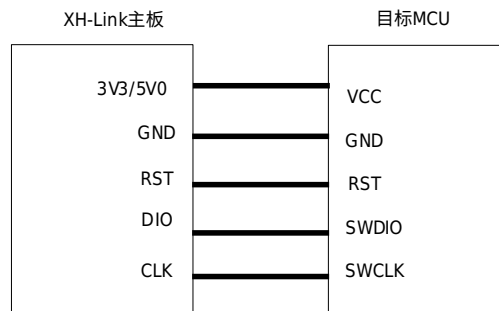 XH-Link主板
目标MCU
3V3/5V0
VCC
GND
GND
RST
RST
DIO
SWDIO
CLK
SWCLK